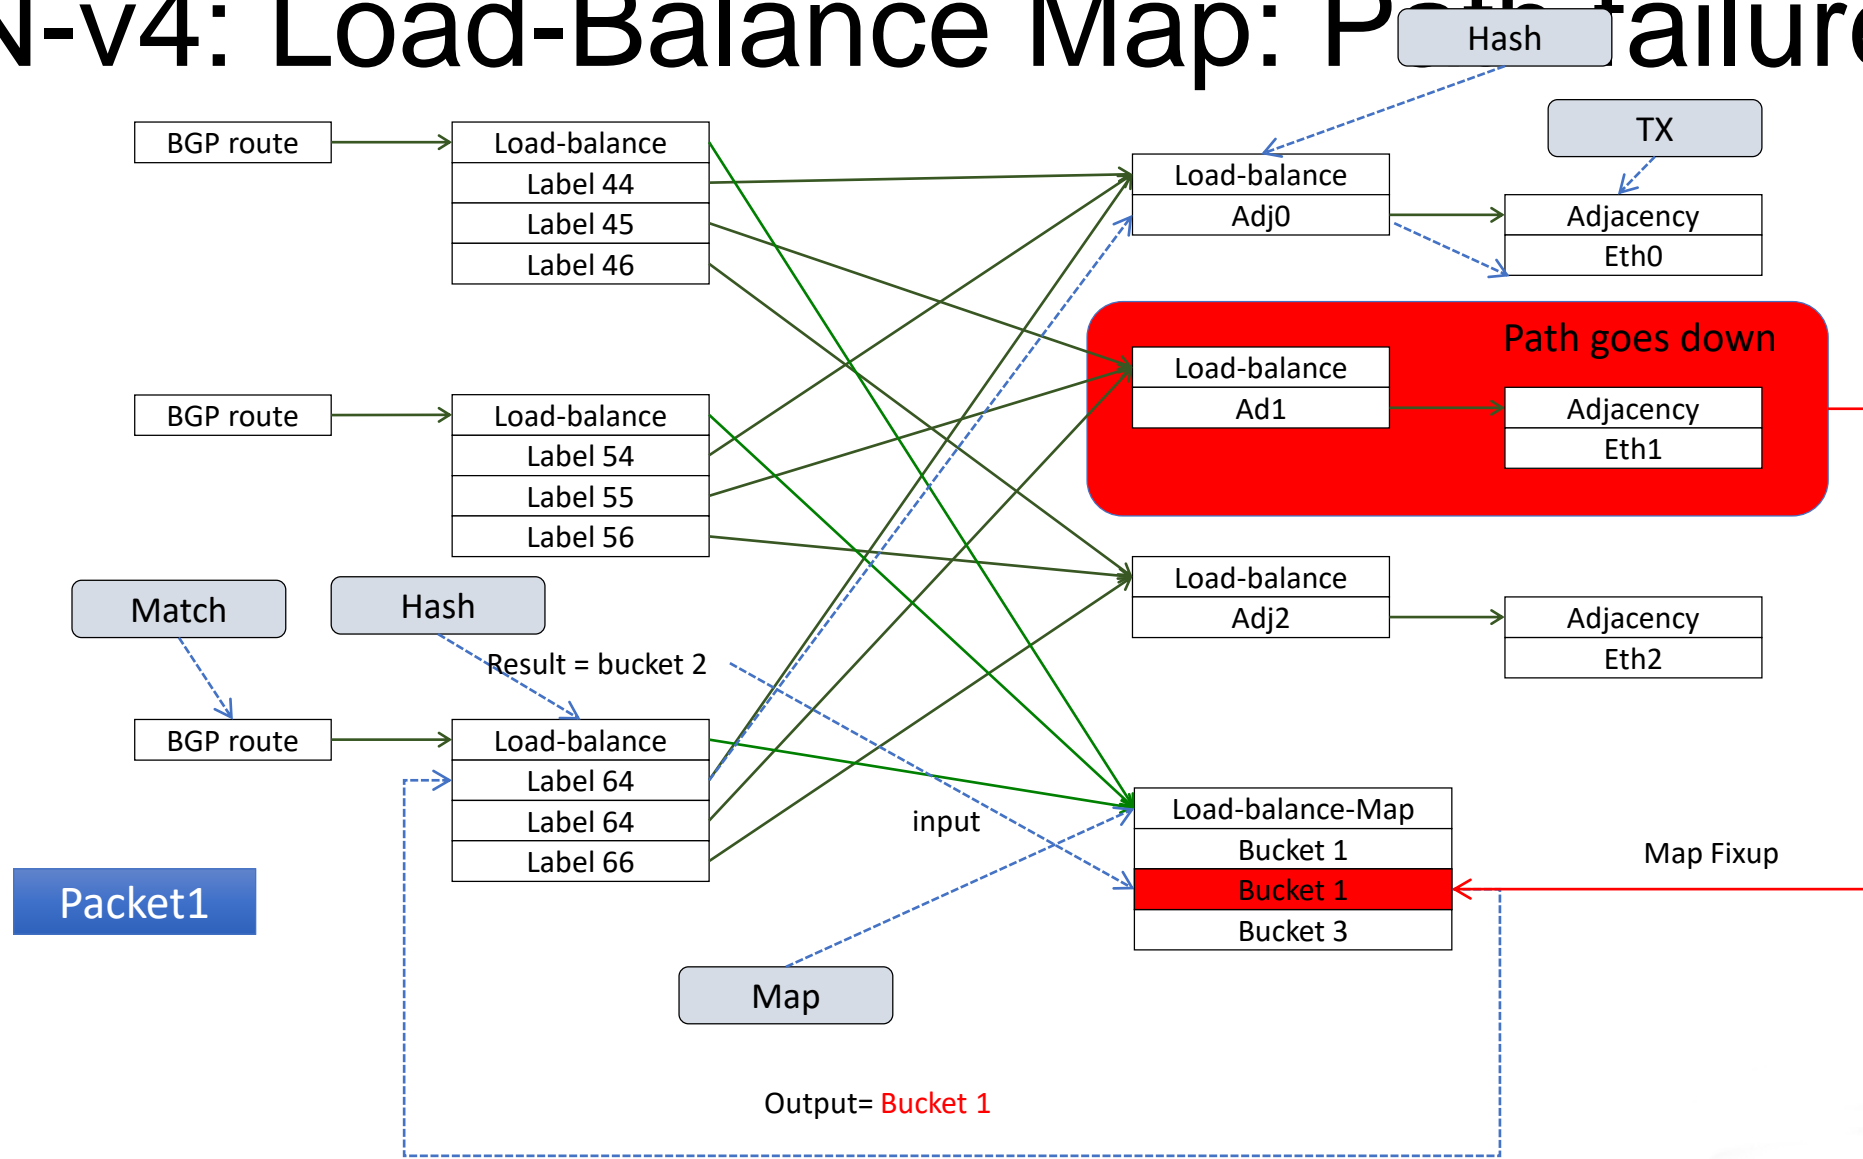 N-v4: Load-Balance Map: Path failure
Hash
TX
BGP route
Load-balance
Label 44
Label 45
Label 46
Load-balance
Adj0
Adjacency
Eth0
Path goes down
Load-balance
Ad1
Adjacency
Eth1
BGP route
Load-balance
Label 54
Label 55
Label 56
Load-balance
Adj2
Adjacency
Eth2
Match
Hash
Result = bucket 2
BGP route
Load-balance
Label 64
Label 64
Label 66
input
Load-balance-Map
Bucket 1
Bucket 1
Bucket 3
Map Fixup
Packet1
Map
Output= Bucket 1